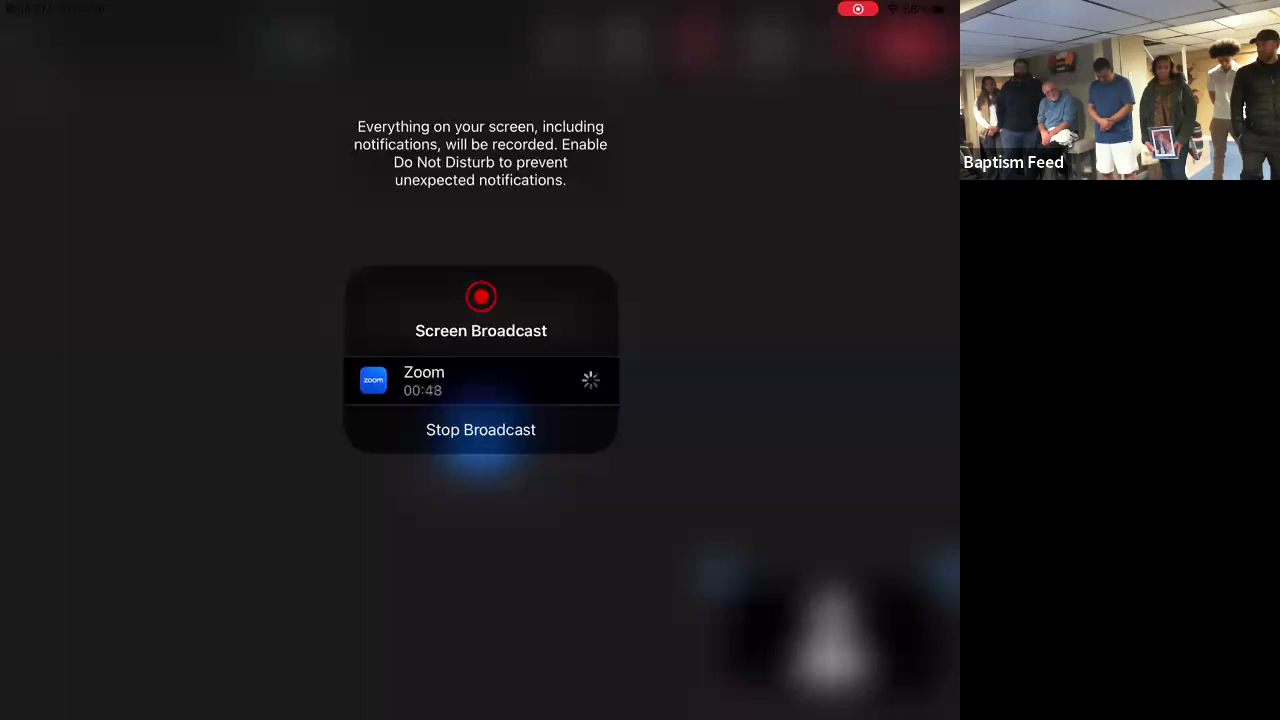 Everything on your screen, including
notifications, will be recorded. Enable
Do Not Disturb to prevent
unexpected notifications.
Screen Broadcast
zoom
Zoom
00:48
Stop Broadcast
Baptism Feed